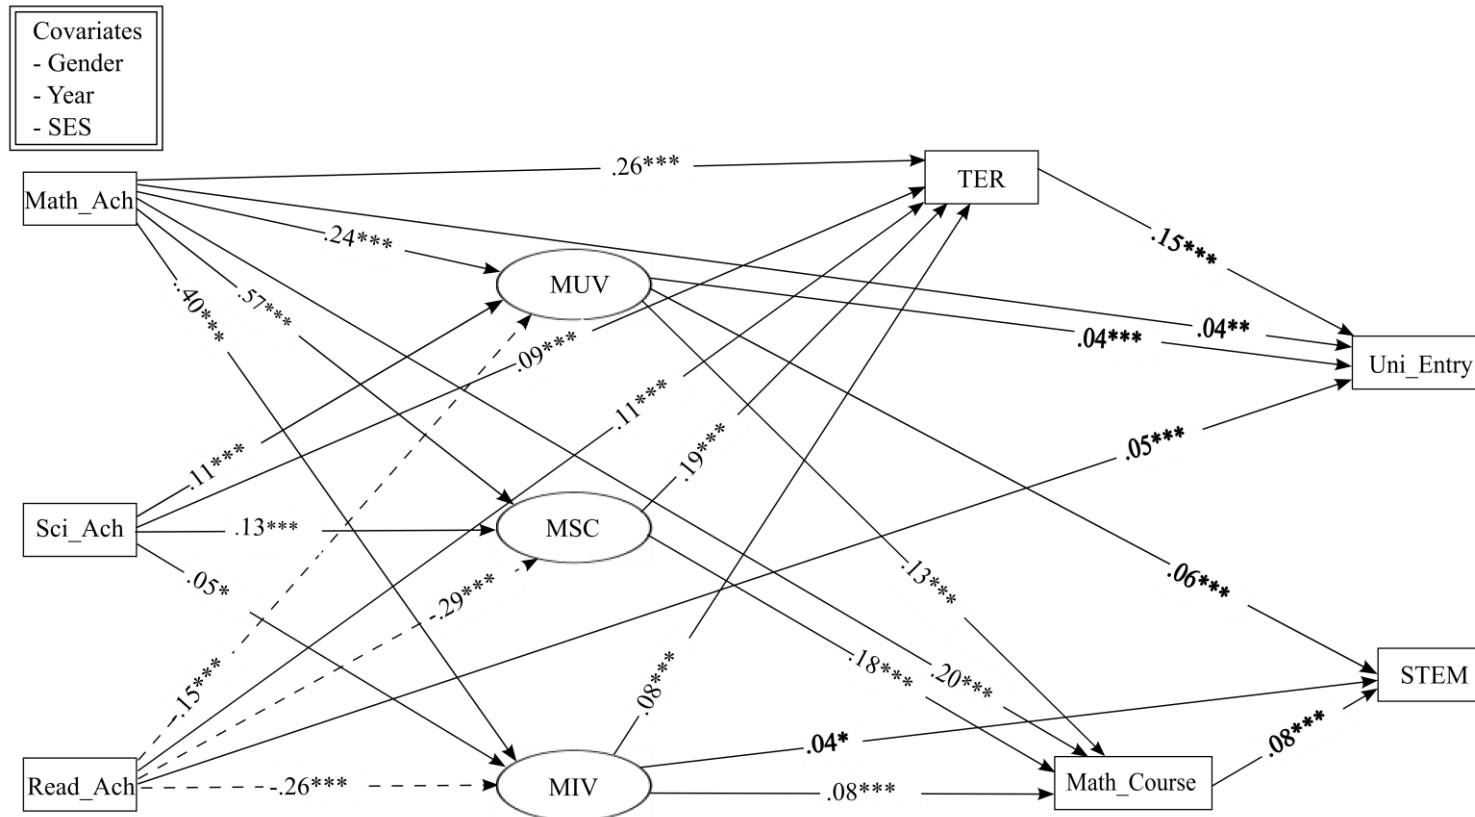 Covariates
- Gender
- Year
- SES
Math_Ach
.26***
TER
.24***
MUV
.15***
.40***
.57***
.09***
.04***
.04**
Uni_Entry
.11***
.11***
.19***
.05***
Sci_Ach
.13***
MSC
.05*
-.29***
.13***
.06***
-.15***
.08***
.18***
.20***
STEM
Read_Ach
-.26***
MIV
.04*
.08***
Math_Course
.08***